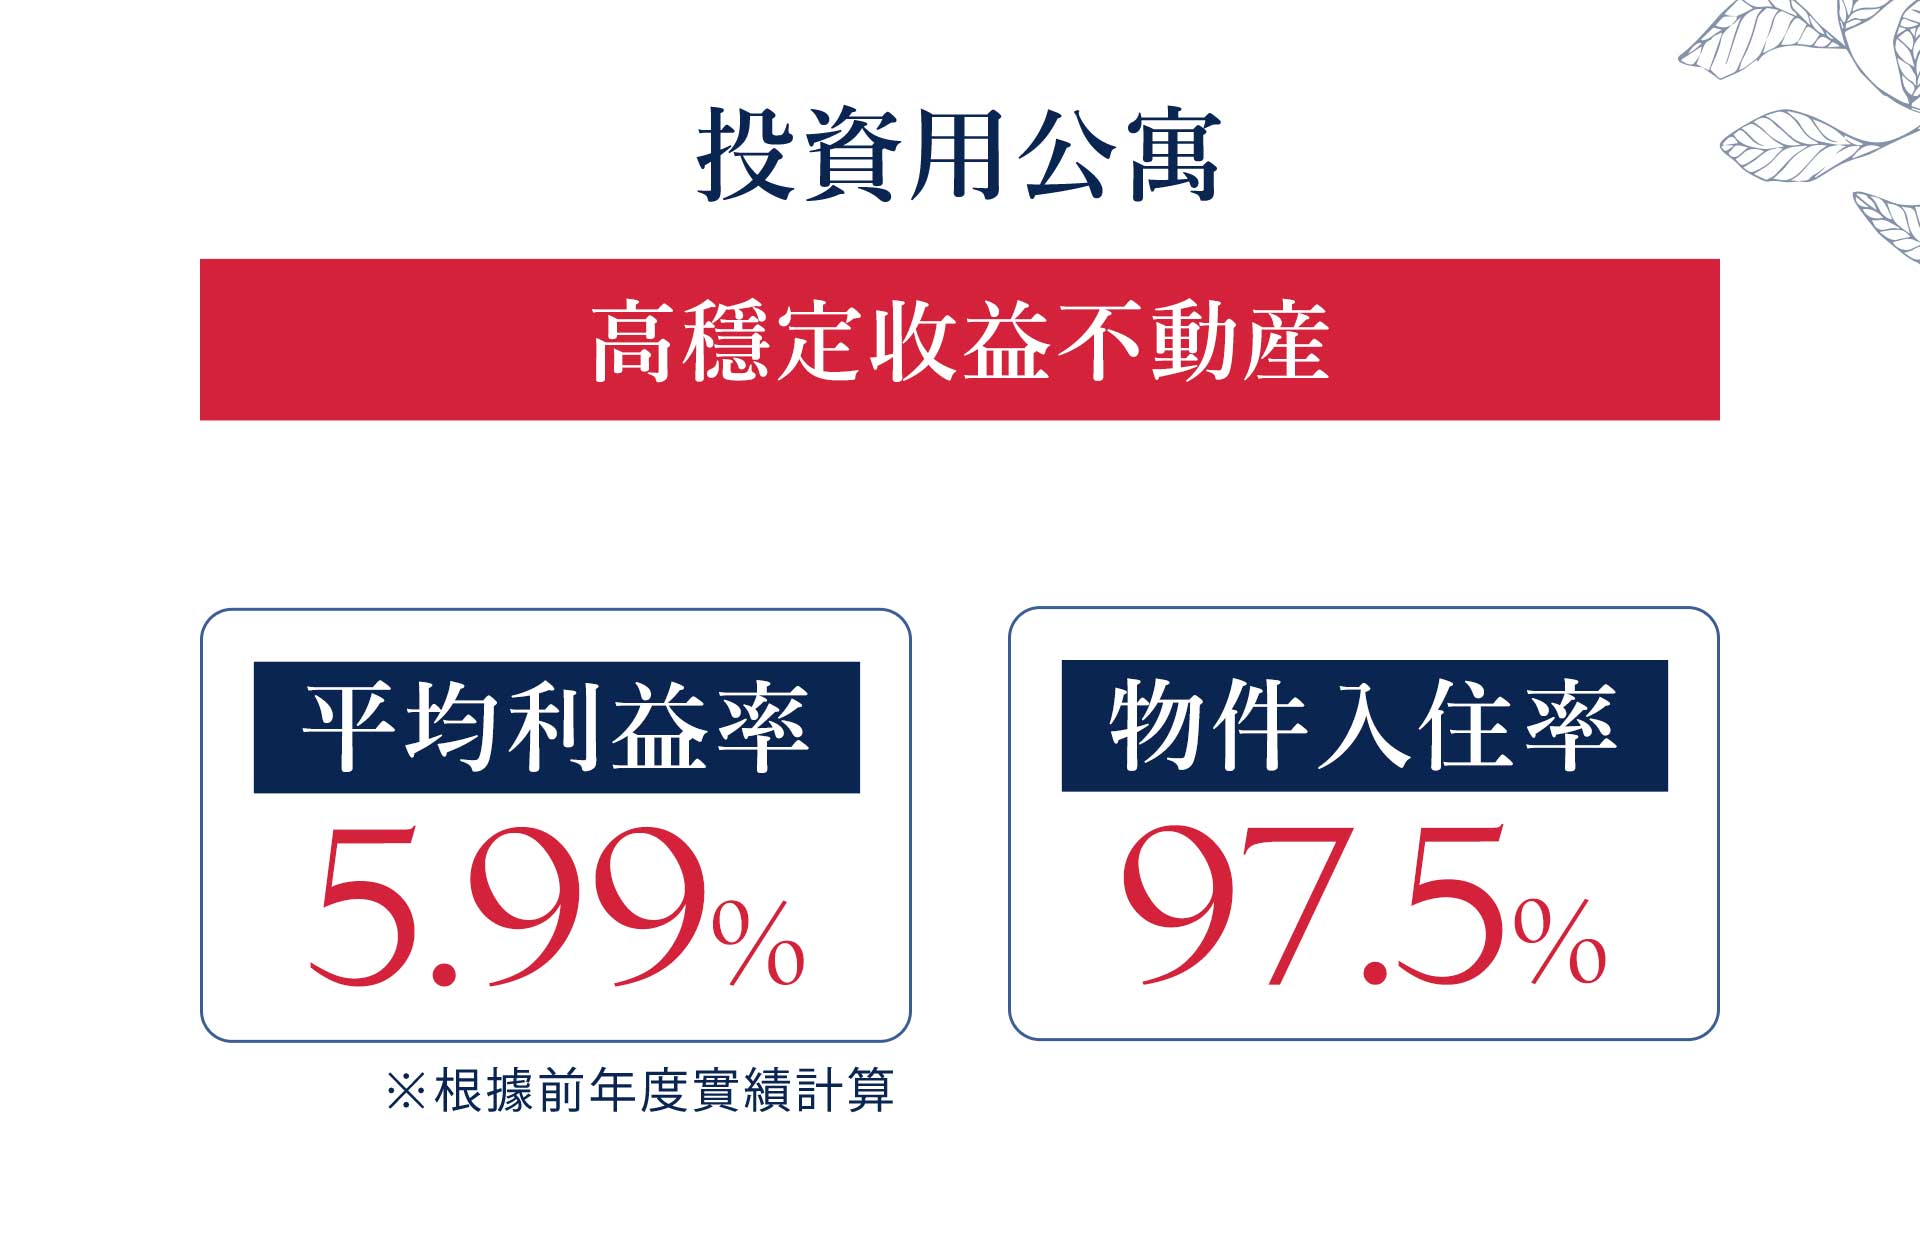 投資用公寓
高穩定收益不動産
平均利益率
5.99%
物件入住率
97.5%
※根據前年度實績計算